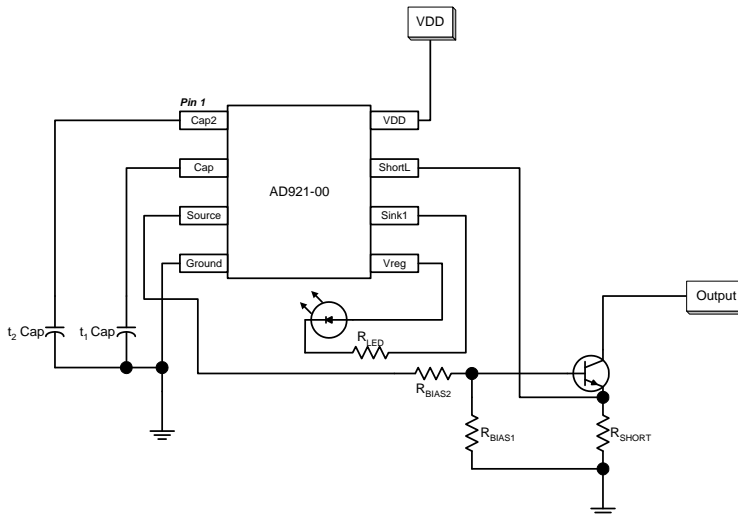 VDD
Pin 1
Cap2
VDD
Cap
ShortL
AD921-00
Source
Sink1
Ground
Vreg
Output
t2 Cap
t1 Cap
RLED
RBIAS2
RBIAS1
RSHORT